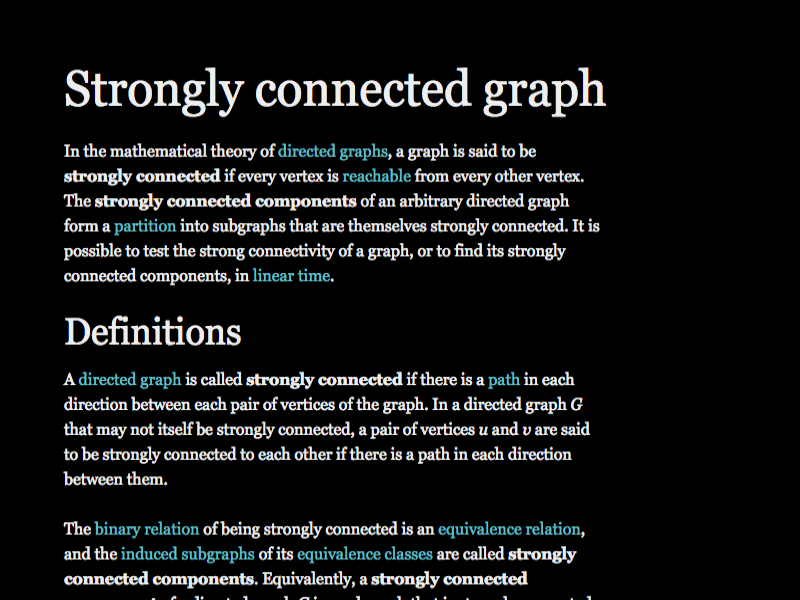 Strongly connected graph
In the mathematical theory of directed graphs, a graph is said to be
strongly connected if every vertex is reachable from every other vertex.
The strongly connected components of an arbitrary directed graph
form a partition into subgraphs that are themselves strongly connected. It is
possible to test the strong connectivity of a graph, or to find its strongly
connected components, in linear time.
Definitions
A directed graph is called strongly connected if there is a path in each
direction between each pair of vertices of the graph. In a directed graph G
that may not itself be strongly connected, a pair of vertices u and v are said
to be strongly connected to each other if there is a path in each direction
between them.
The binary relation of being strongly connected is an equivalence relation,
and the induced subgraphs of its equivalence classes are called strongly
connected components. Equivalently, a strongly connected